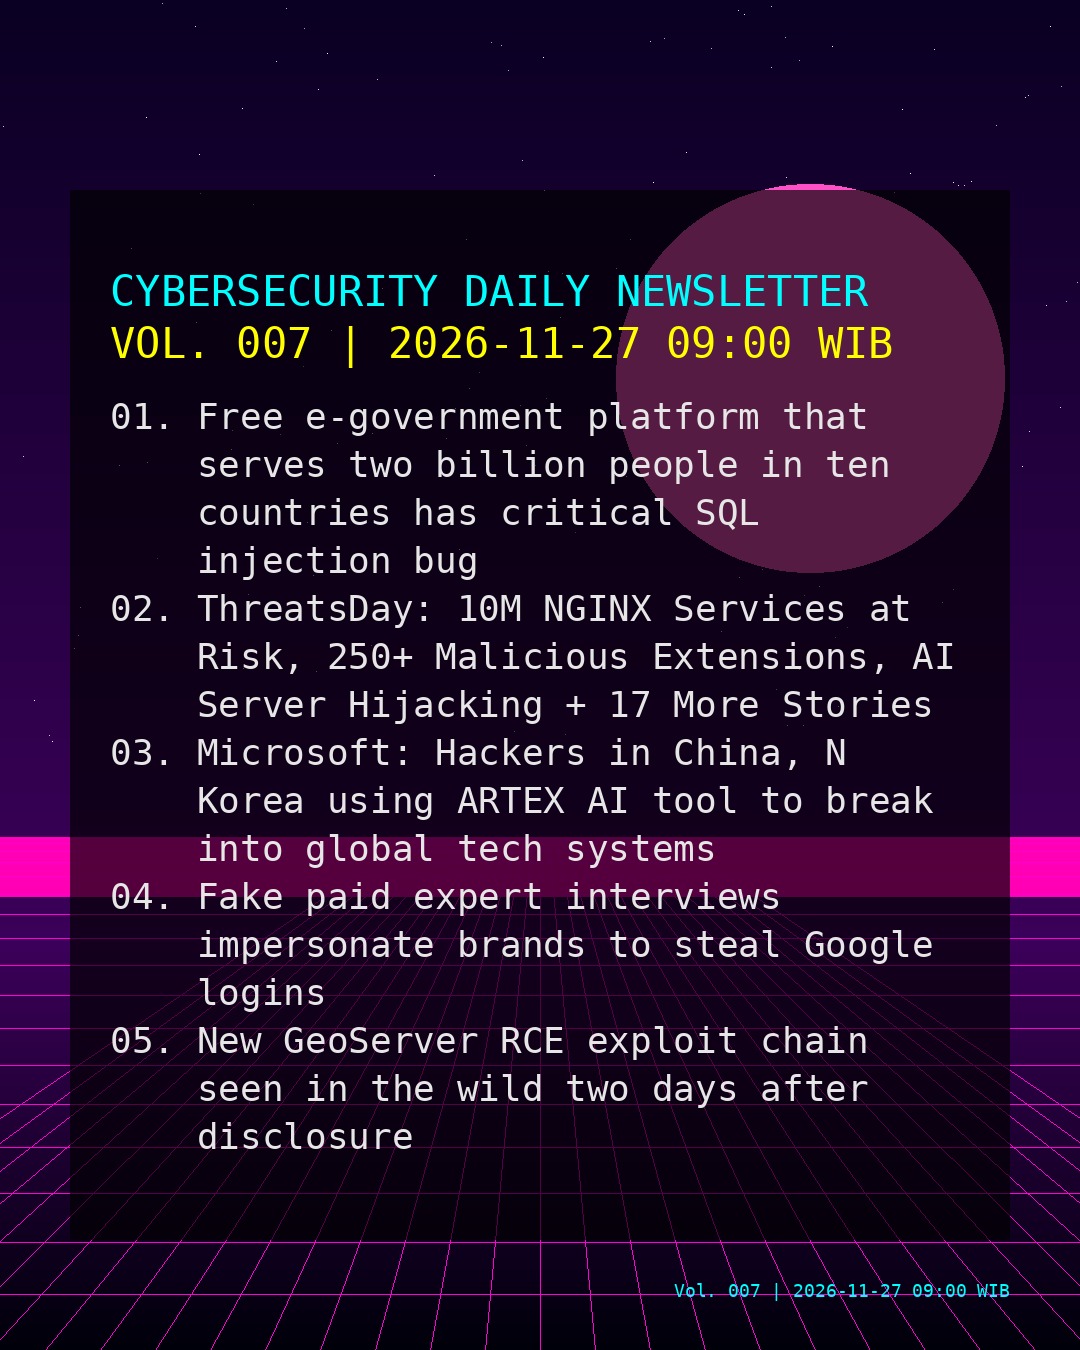 CYBERSECURITY DAILY NEWSLETTER
VOL. 007 | 2026-11-27 09:00 WIB
01. Free e-government platform that
serves two billion people in ten
countries has critical SQL
injection bug
02. ThreatsDay: 10M NGINX Services at
Risk, 250+ Malicious Extensions, AI
Server Hijacking + 17 More Stories
03. Microsoft: Hackers in China, N
Korea using ARTEX AI tool to break
into global tech systems
04. Fake paid expert interviews
impersonate brands to steal Google
logins
05. New GeoServer RCE exploit chain
seen in the wild two days after
disclosure
Vol. 007 | 2026-11-27 09:00 WIB